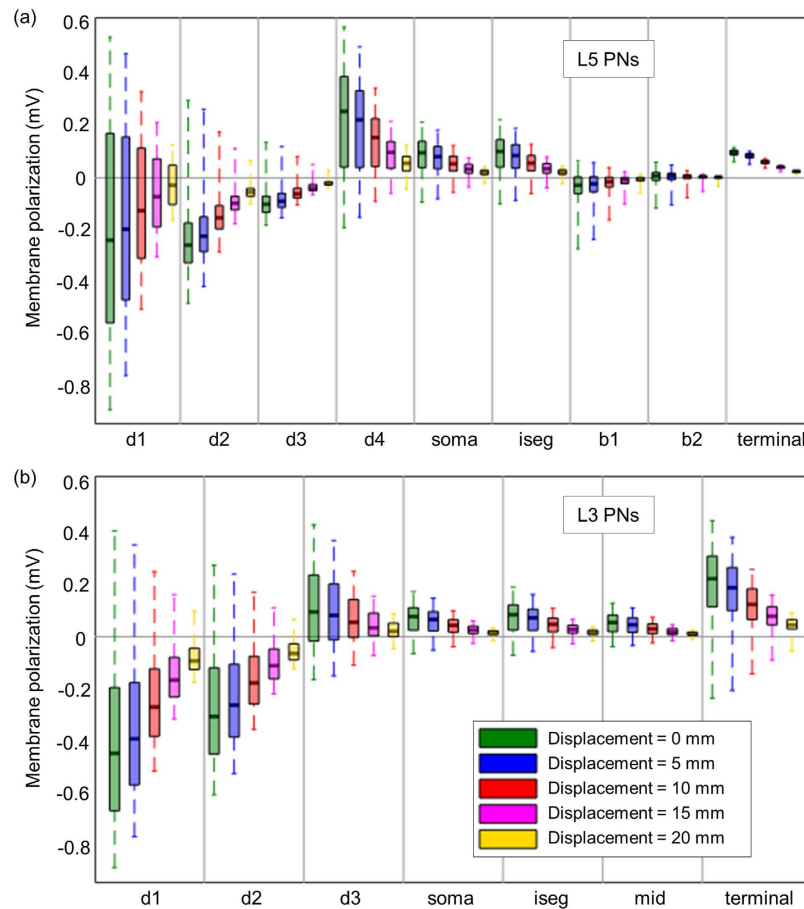 (a)
L5 PNs
Membrane polarization (mV)
0.6
0.4
0.2
0
-0.2
-0.4
-0.6
-0.8
d1 d2 d3 d4 soma iseg b1 b2 terminal
(b)
L3 PNs
Membrane polarization (mV)
0.6
0.4
0.2
0
-0.2
-0.4
-0.6
-0.8
Displacement = 0 mm
Displacement = 5 mm
Displacement = 10 mm
Displacement = 15 mm
Displacement = 20 mm
d1 d2 d3 soma iseg mid terminal